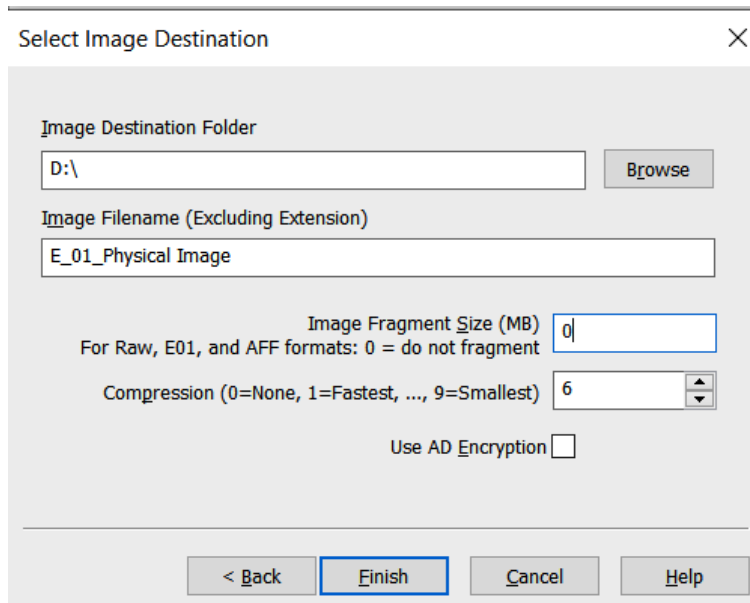 Select Image Destination
Image Destination Folder
D:\
Browse
Image Filename (Excluding Extension)
E_01_Physical Image
Image Fragment Size (MB)
For Raw, E01, and AFF formats: 0 = do not fragment
0
Compression (0=None, 1=Fastest, ..., 9=Smallest)
6
Use AD Encryption
< Back
Finish
Cancel
Help